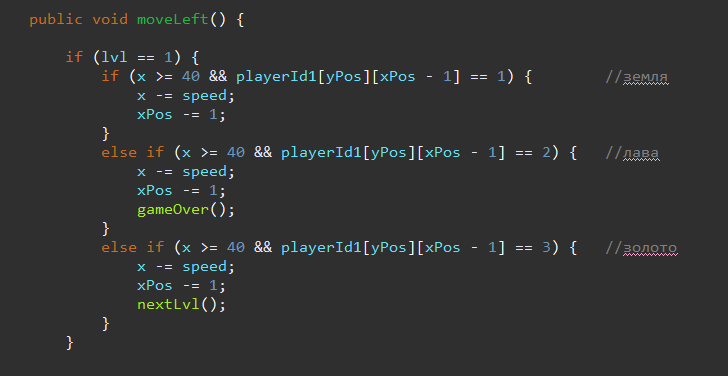 public void moveLeft() {
if (lvl == 1) {
if (x >= 40 && playerId1[yPos][xPos - 1] == 1) { //земля
x -= speed;
xPos -= 1;
}
else if (x >= 40 && playerId1[yPos][xPos - 1] == 2) { //лава
x -= speed;
xPos -= 1;
gameOver();
}
else if (x >= 40 && playerId1[yPos][xPos - 1] == 3) { //золото
x -= speed;
xPos -= 1;
nextLvl();
}
}